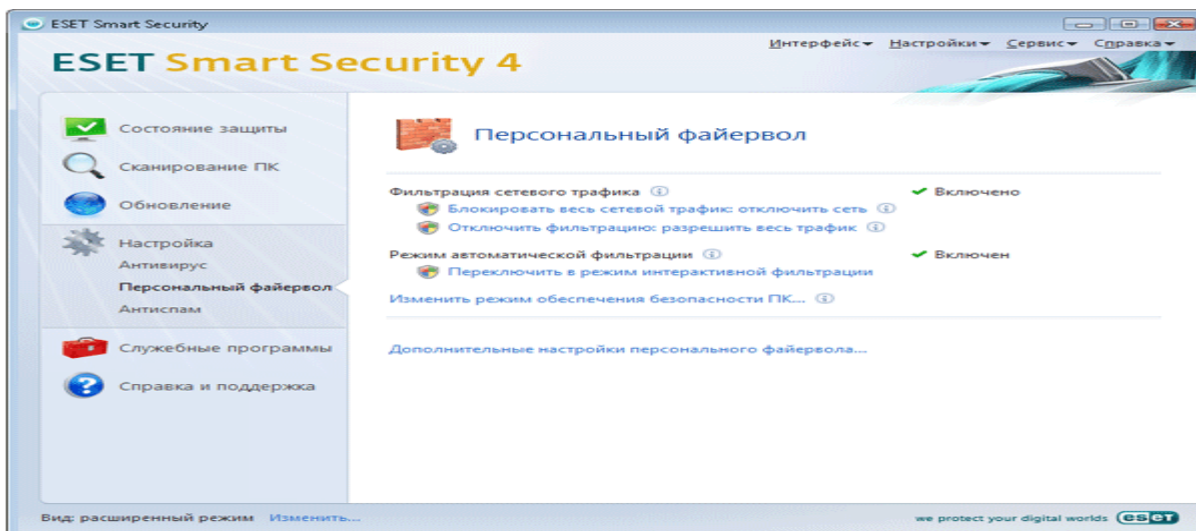 ESET Smart Security
Интерфейс Настройки Сервис Справка
ESET Smart Security 4
Состояние защиты
Сканирование ПК
Обновление
Настройка
Антивирус
Персональный файервол
Антиспам
Служебные программы
Справка и поддержка
Персональный файервол
Фильтрация сетевого трафика Включено
Блокировать весь сетевой трафик: отключить сеть
Отключить фильтрацию: разрешить весь трафик
Режим автоматической фильтрации Включен
Переключить в режим интерактивной фильтрации
Изменить режим обеспечения безопасности ПК...
Дополнительные настройки персонального файервола...
Вид: расширенный режим Изменить...
we protect your digital worlds eset